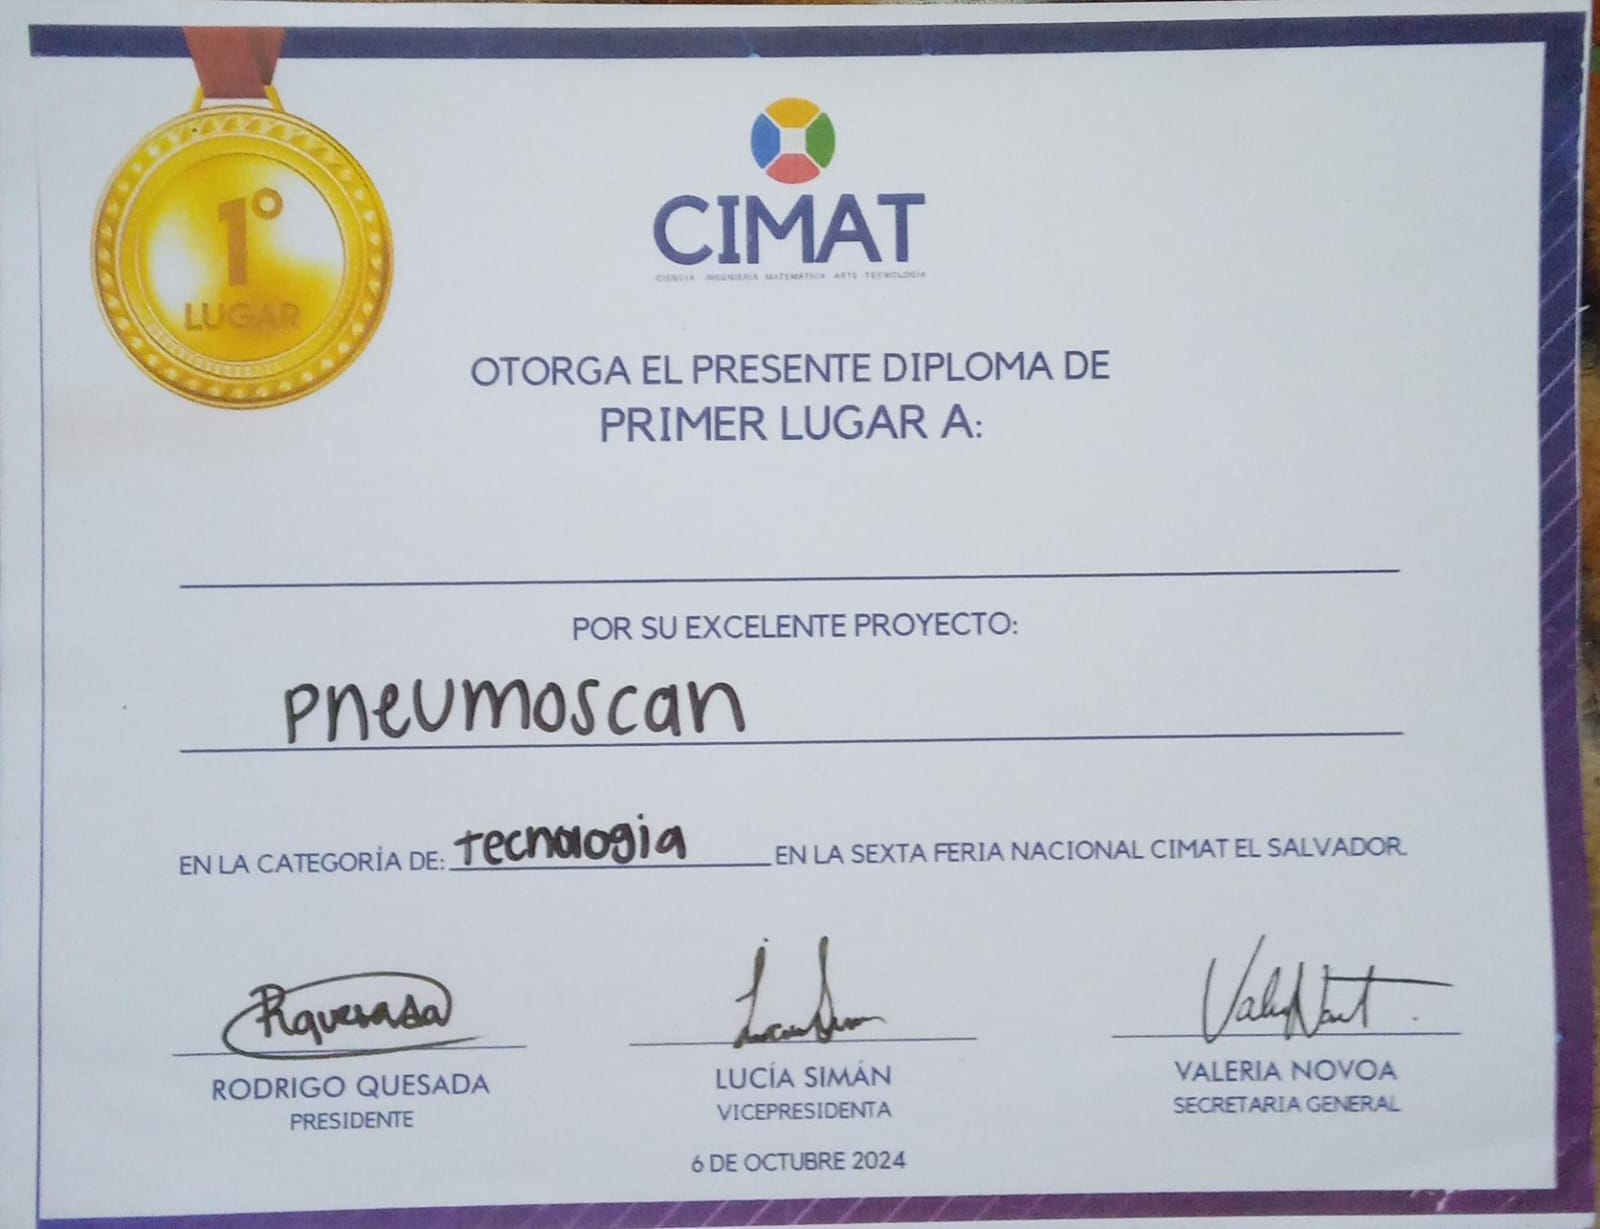 1°
LUGAR
CIMAT
CIENCIA INGENIERÍA MATEMÁTICA ARTE TECNOLOGÍA
OTORGA EL PRESENTE DIPLOMA DE
PRIMER LUGAR A:
POR SU EXCELENTE PROYECTO:
Pneumoscan
EN LA CATEGORÍA DE: Tecnologia EN LA SEXTA FERIA NACIONAL CIMAT EL SALVADOR.
RQuesada
RODRIGO QUESADA
PRESIDENTE
LUCÍA SIMÁN
VICEPRESIDENTA
VALERIA NOVOA
SECRETARIA GENERAL
6 DE OCTUBRE 2024